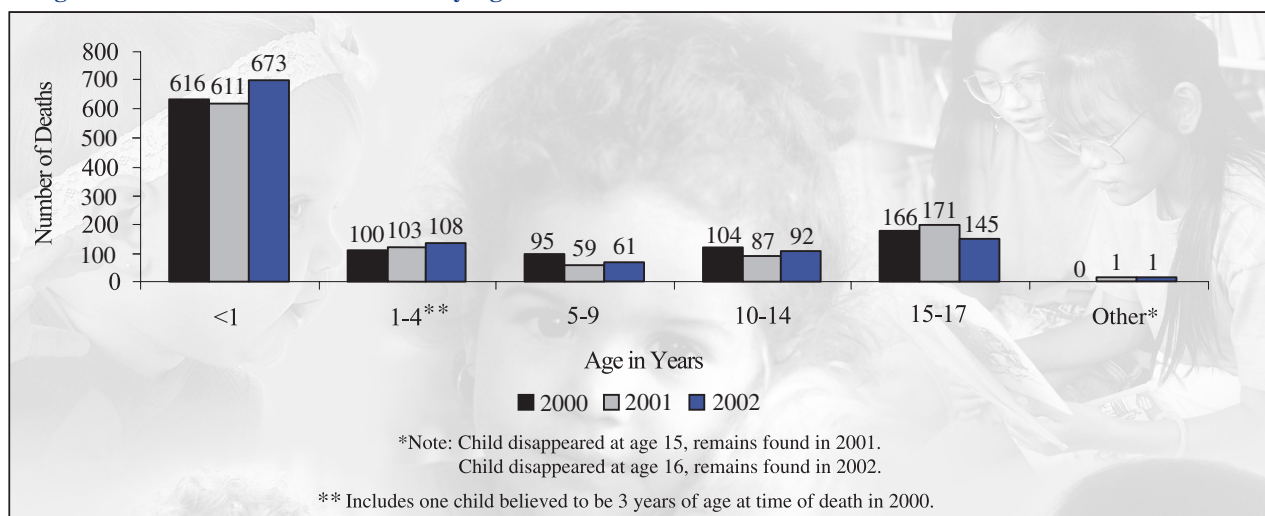 800
700
600
500
400
300
200
100
0
Number of Deaths
616 611 673
100 103 108
95 59 61
104 87 92
166 171 145
0 1 1
<1 1-4** 5-9 10-14 15-17 Other*
Age in Years
2000 2001 2002
*Note: Child disappeared at age 15, remains found in 2001.
Child disappeared at age 16, remains found in 2002.
** Includes one child believed to be 3 years of age at time of death in 2000.